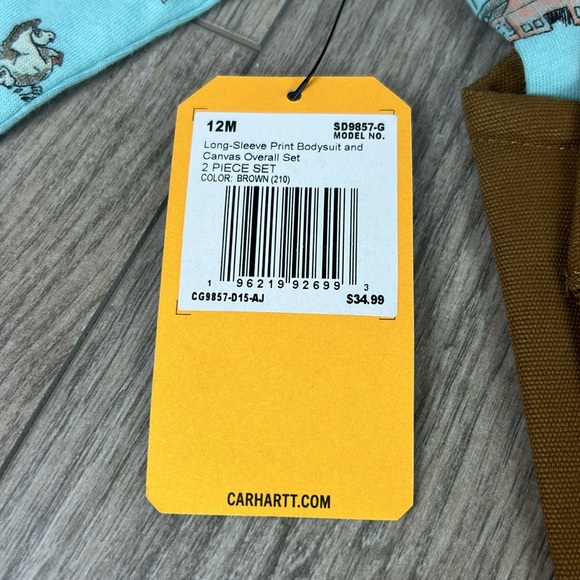 12M SD9857-G
MODEL NO.
Long-Sleeve Print Bodysuit and
Canvas Overall Set
2 PIECE SET
COLOR: BROWN (210)
1 96219 92699 3
CG9857-D15-AJ $34.99
CARHARTT.COM